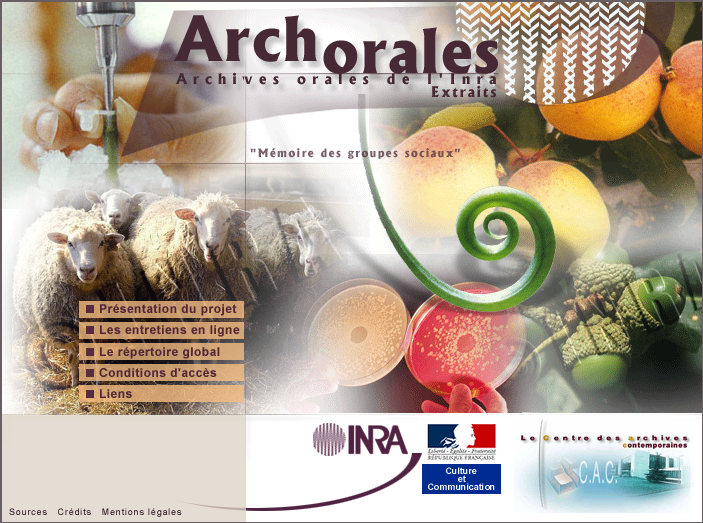 Archorales
Archives orales de l'Inra
Extraits
"Mémoire des groupes sociaux"
Présentation du projet
Les entretiens en ligne
Le répertoire global
Conditions d'accès
Liens
INRA
Liberté • Égalité • Fraternité
RÉPUBLIQUE FRANÇAISE
Culture
et
Communication
Le Centre des archives
contemporaines
C.A.C.
Sources Crédits Mentions légales